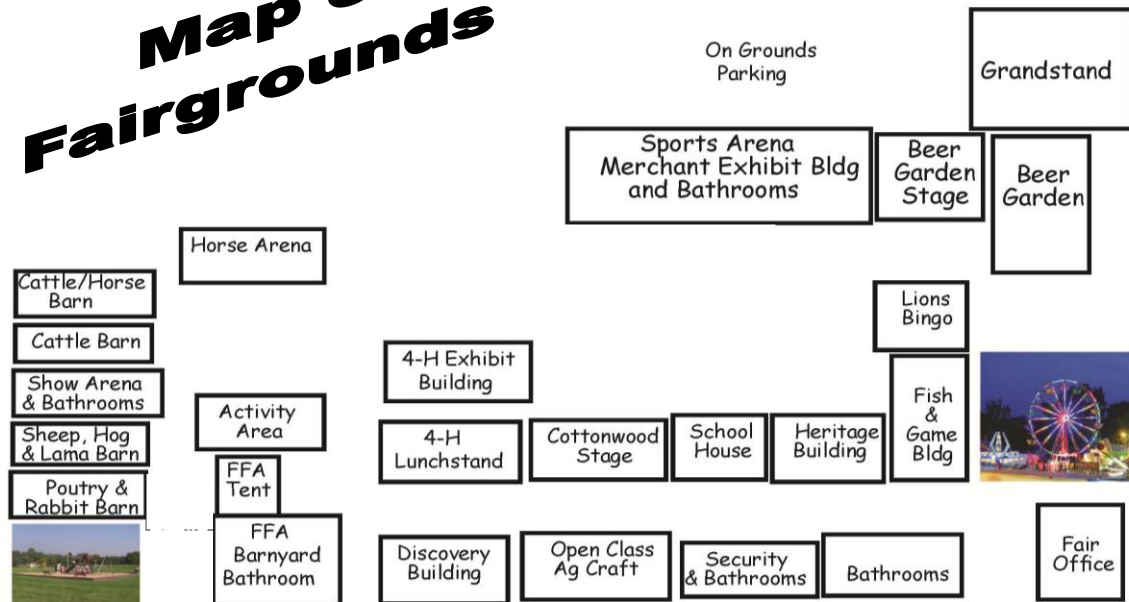 Map o
Fairgrounds
On Grounds
Parking
Grandstand
Sports Arena
Merchant Exhibit Bldg
and Bathrooms
Beer
Garden
Stage
Beer
Garden
Horse Arena
Cattle/Horse
Barn
Lions
Bingo
Cattle Barn
4-H Exhibit
Building
Show Arena
& Bathrooms
Activity
Area
Fish
&
Game
Bldg
Sheep, Hog
& Lama Barn
4-H
Lunchstand
Cottonwood
Stage
School
House
Heritage
Building
FFA
Tent
Poutry &
Rabbit Barn
FFA
Barnyard
Bathroom
Discovery
Building
Open Class
Ag Craft
Security
& Bathrooms
Bathrooms
Fair
Office